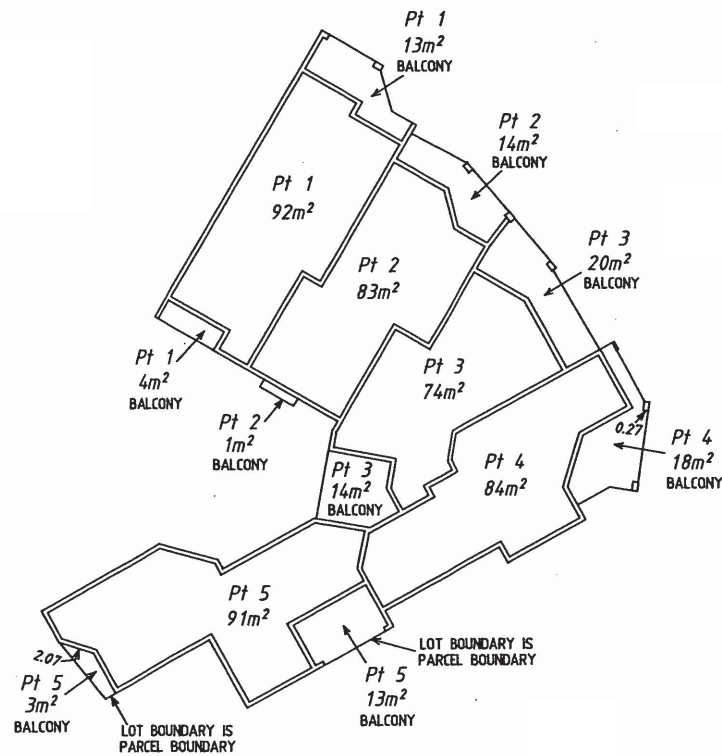 Pt 1
13m²
BALCONY
Pt 2
14m²
BALCONY
Pt 1
92m²
Pt 3
20m²
BALCONY
Pt 2
83m²
Pt 1
4m²
BALCONY
Pt 3
74m²
Pt 2
1m²
BALCONY
0.27
Pt 4
18m²
BALCONY
Pt 3
14m²
BALCONY
Pt 4
84m²
Pt 5
91m²
2.07
Pt 5
3m²
BALCONY
LOT BOUNDARY IS
PARCEL BOUNDARY
Pt 5
13m²
BALCONY
LOT BOUNDARY IS
PARCEL BOUNDARY